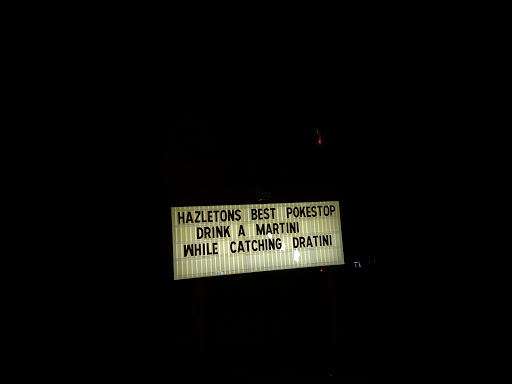 HAZLETONS BEST POKESTOP
DRINK A MARTINI
WHILE CATCHING DRATINI